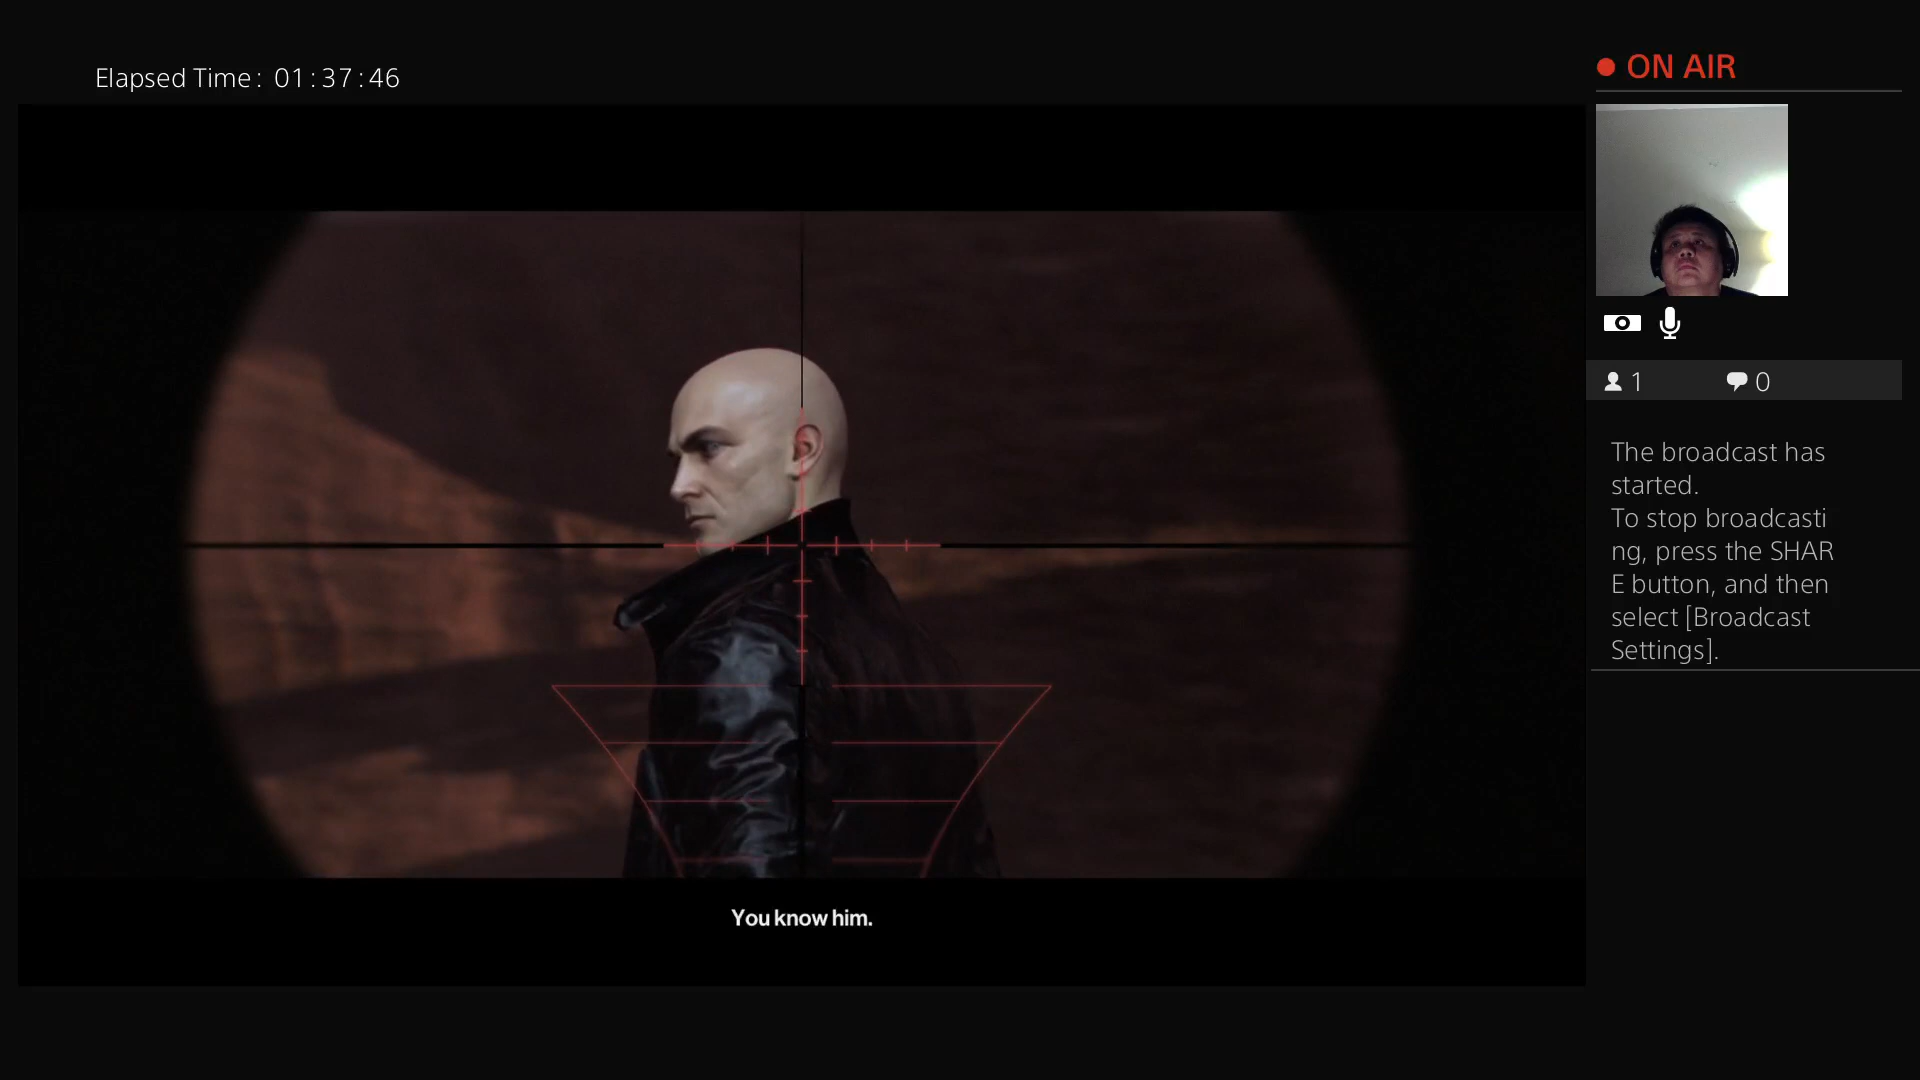 Elapsed Time: 01:37:46
ON AIR
1 0
The broadcast has
started.
To stop broadcasti
ng, press the SHAR
E button, and then
select [Broadcast
Settings].
You know him.